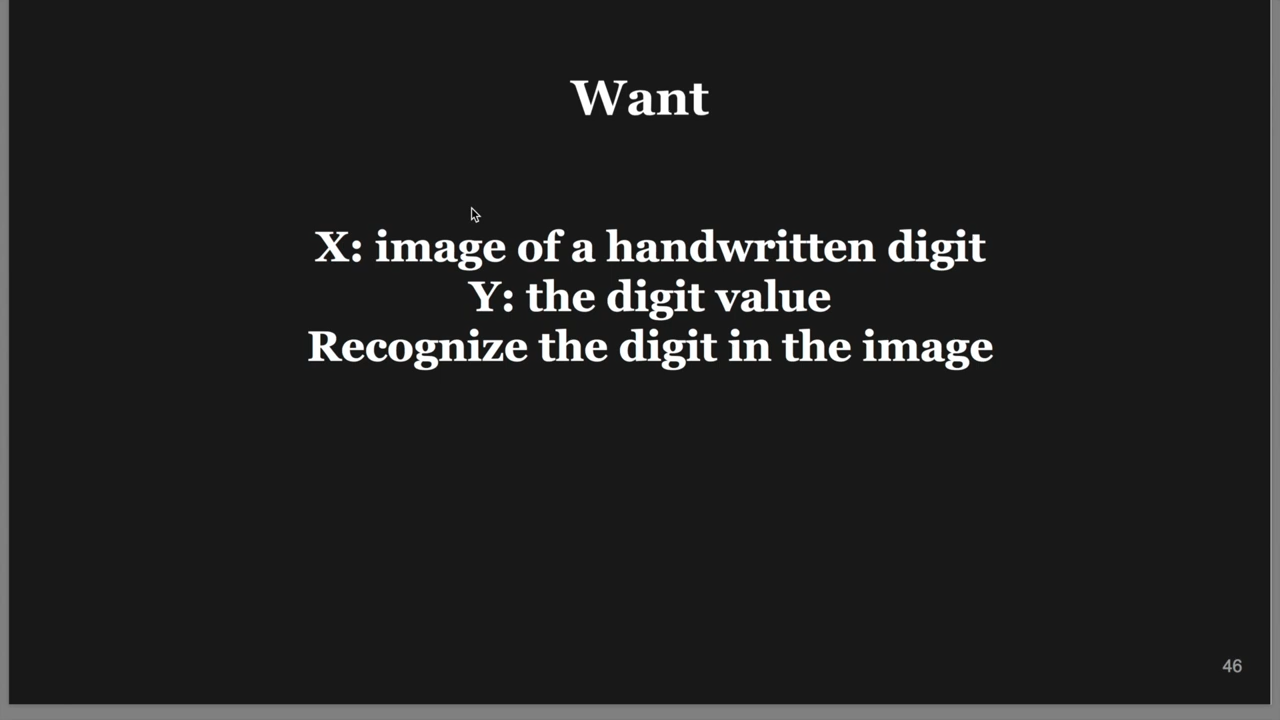 Want
X: image of a handwritten digit
Y: the digit value
Recognize the digit in the image
46